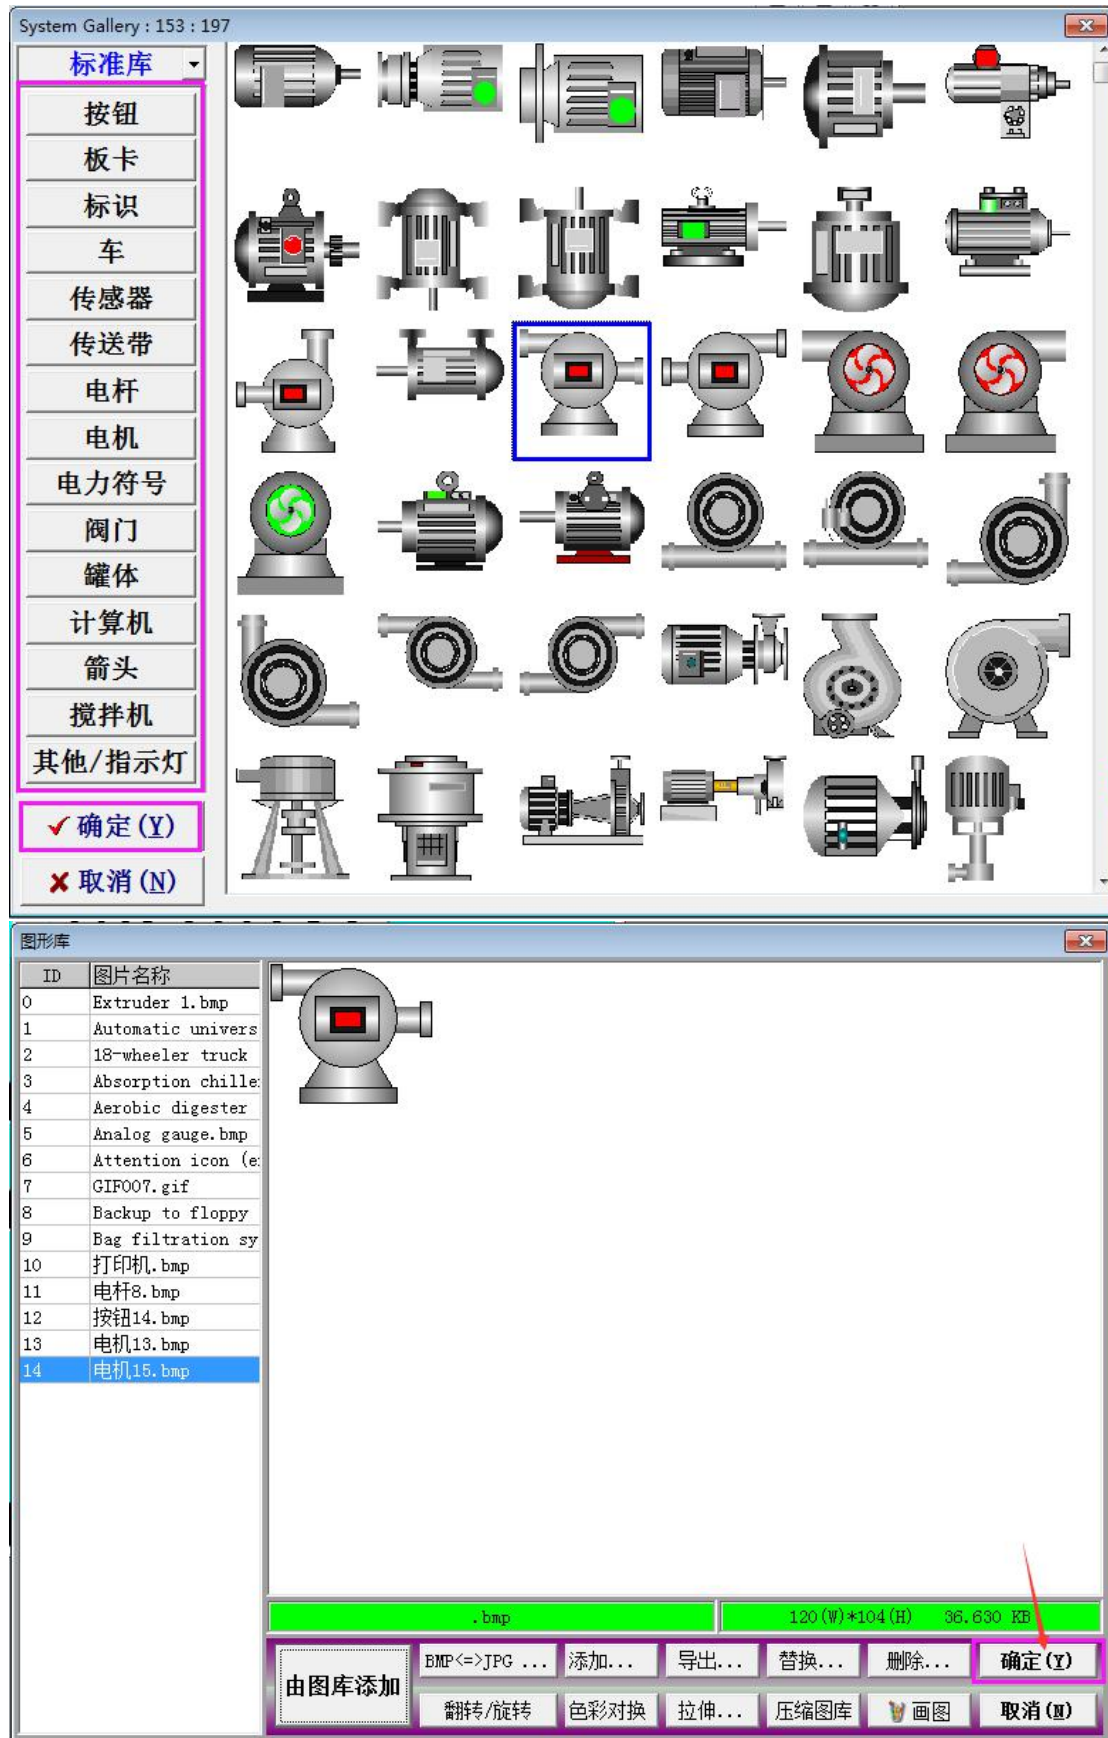 System Gallery : 153 : 197
标准库
按钮
板卡
标识
车
传感器
传送带
电杆
电机
电力符号
阀门
罐体
计算机
箭头
搅拌机
其他/指示灯
确定(Y)
取消(N)
图形库
ID 图片名称
0 Extruder 1.bmp
1 Automatic univers
2 18-wheeler truck
3 Absorption chille
4 Aerobic digester
5 Analog gauge.bmp
6 Attention icon (e
7 GIF007.gif
8 Backup to floppy
9 Bag filtration sy
10 打印机.bmp
11 电杆8.bmp
12 按钮14.bmp
13 电机13.bmp
14 电机15.bmp
.bmp 120(W)*104(H) 36.630 KB
由图库添加
BMP<=>JPG ... 添加... 导出... 替换... 删除... 确定(Y)
翻转/旋转 色彩对换 拉伸... 压缩图库 画图 取消(N)